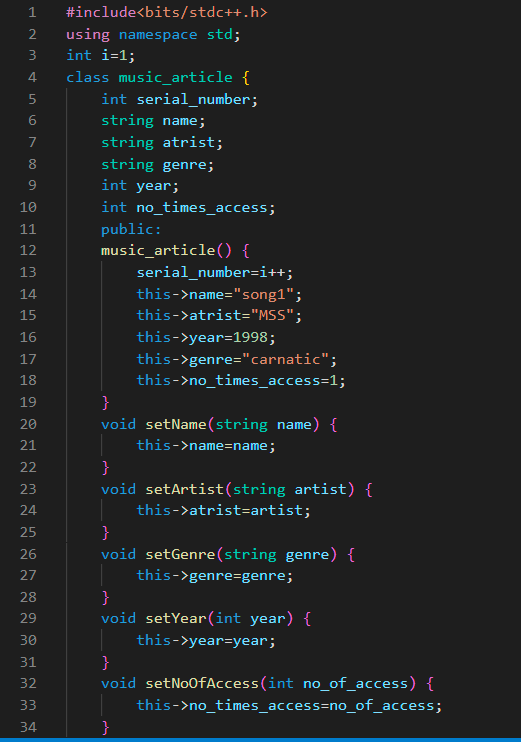 1 #include<bits/stdc++.h>
2 using namespace std;
3 int i=1;
4 class music_article {
5 int serial_number;
6 string name;
7 string atrist;
8 string genre;
9 int year;
10 int no_times_access;
11 public:
12 music_article() {
13 serial_number=i++;
14 this->name="song1";
15 this->atrist="MSS";
16 this->year=1998;
17 this->genre="carnatic";
18 this->no_times_access=1;
19 }
20 void setName(string name) {
21 this->name=name;
22 }
23 void setArtist(string artist) {
24 this->atrist=artist;
25 }
26 void setGenre(string genre) {
27 this->genre=genre;
28 }
29 void setYear(int year) {
30 this->year=year;
31 }
32 void setNoOfAccess(int no_of_access) {
33 this->no_times_access=no_of_access;
34 }